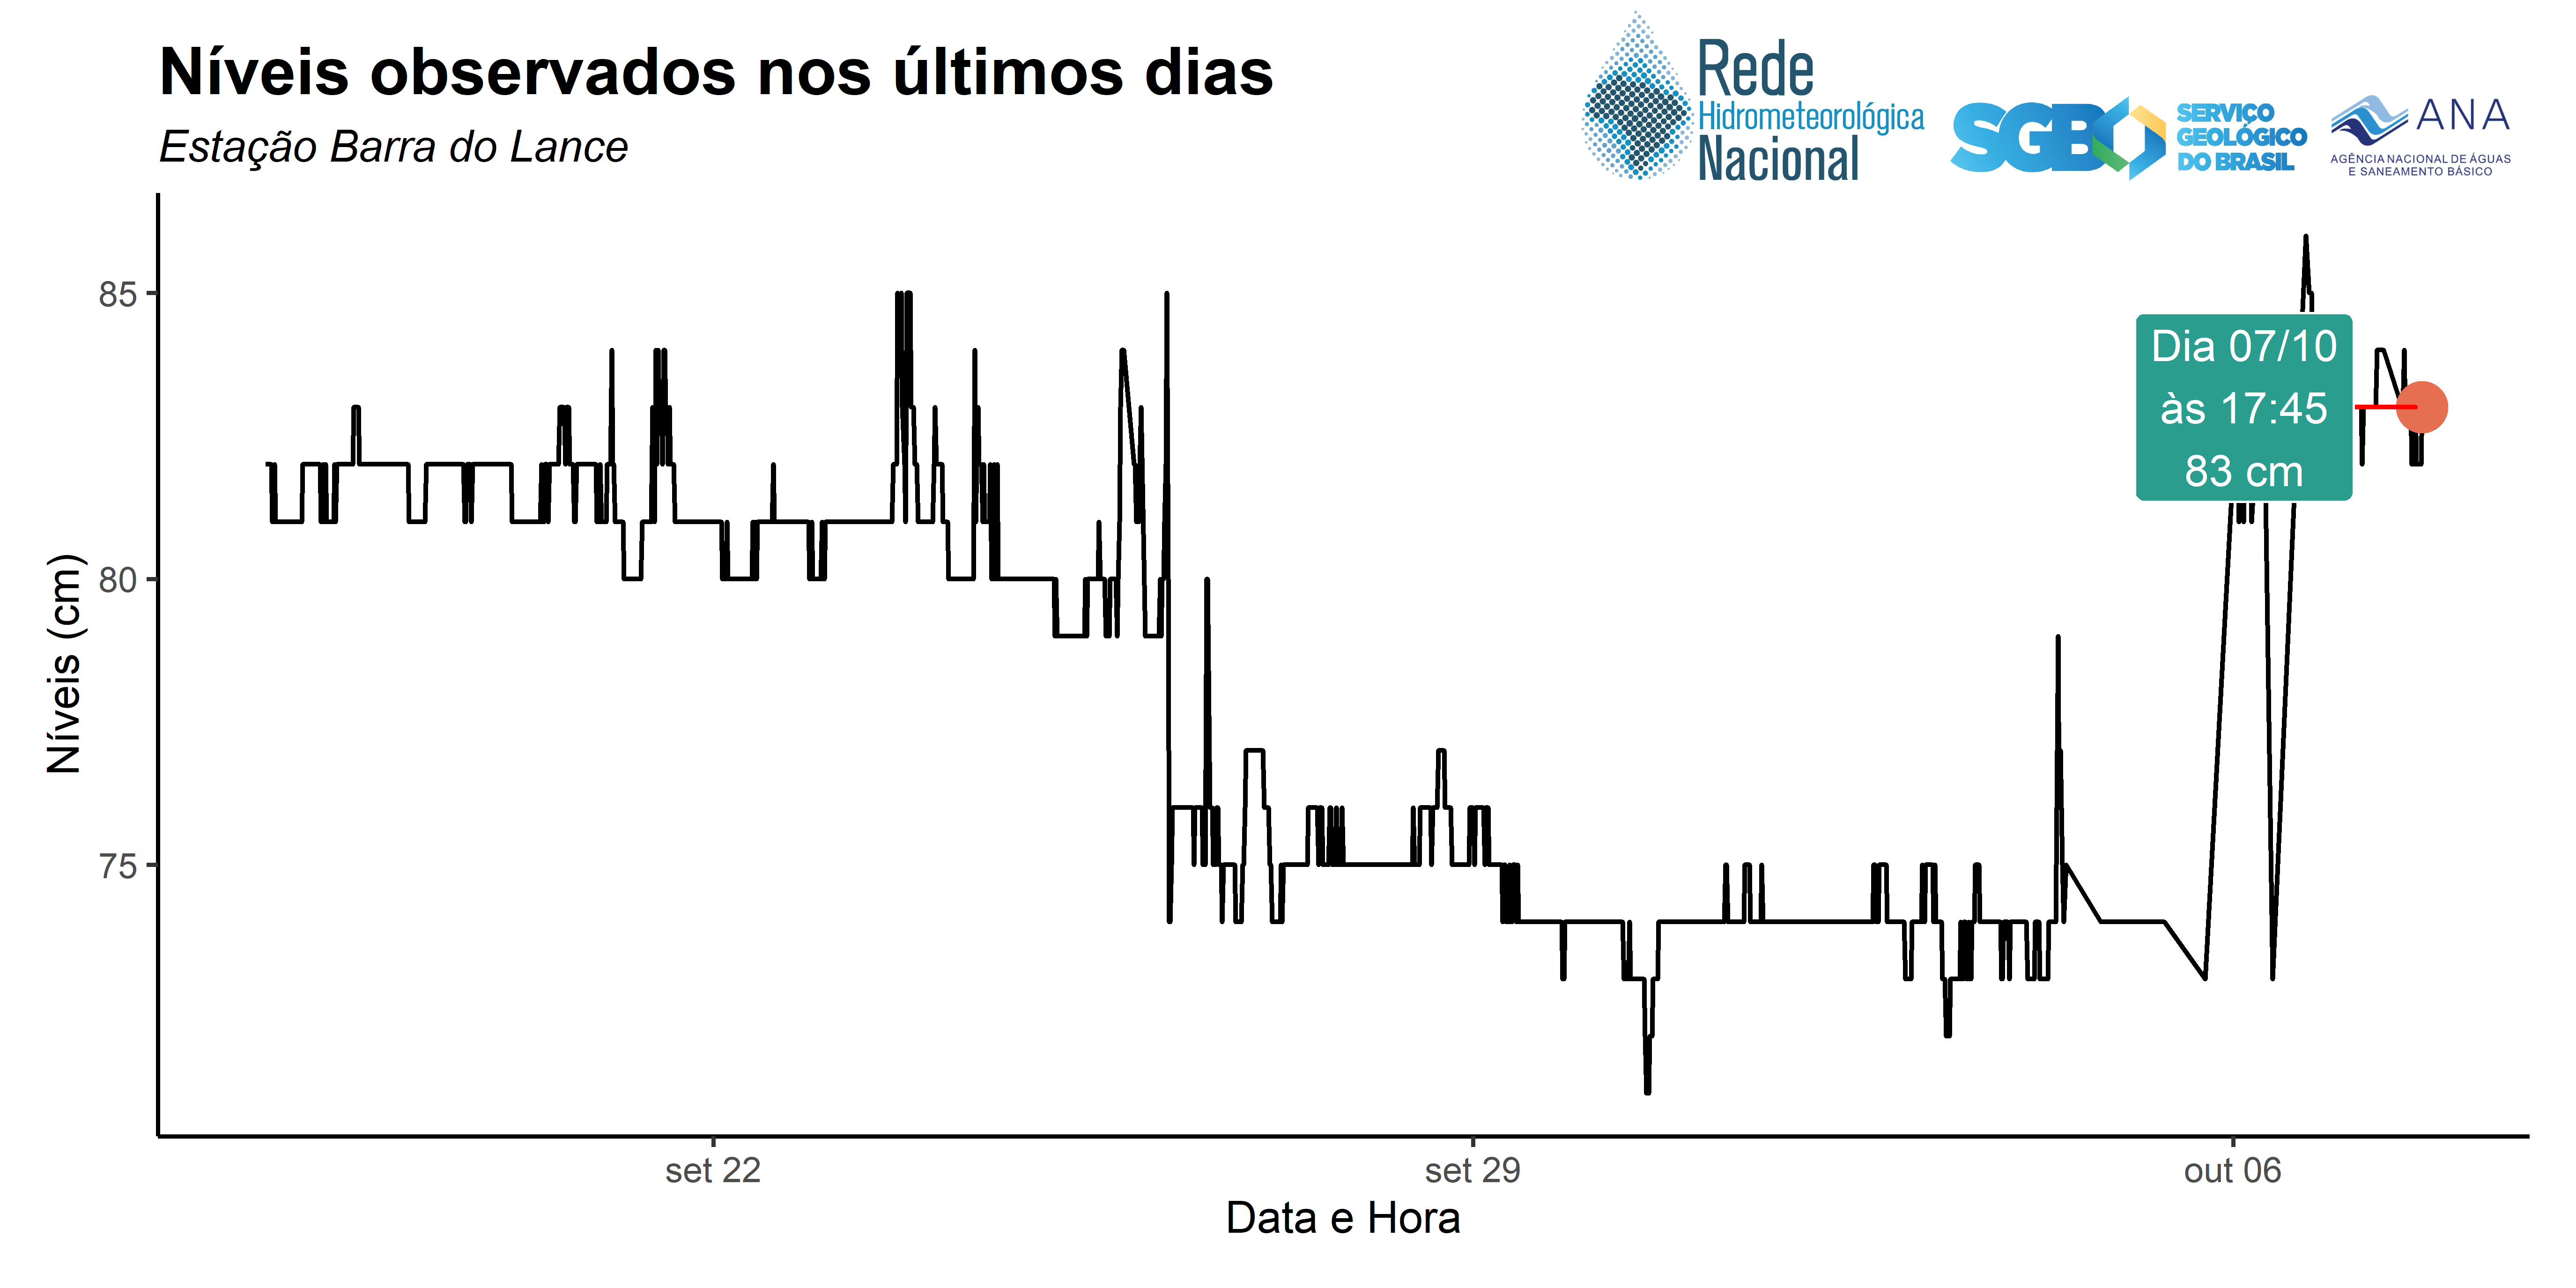 Níveis observados nos últimos dias
Estação Barra do Lance
Rede
Hidrometeorológica
Nacional
SGB
SERVIÇO
GEOLÓGICO
DO BRASIL
ANA
AGÊNCIA NACIONAL DE ÁGUAS
E SANEAMENTO BÁSICO
85
80
75
Níveis (cm)
Dia 07/10
às 17:45
83 cm
set 22
set 29
out 06
Data e Hora